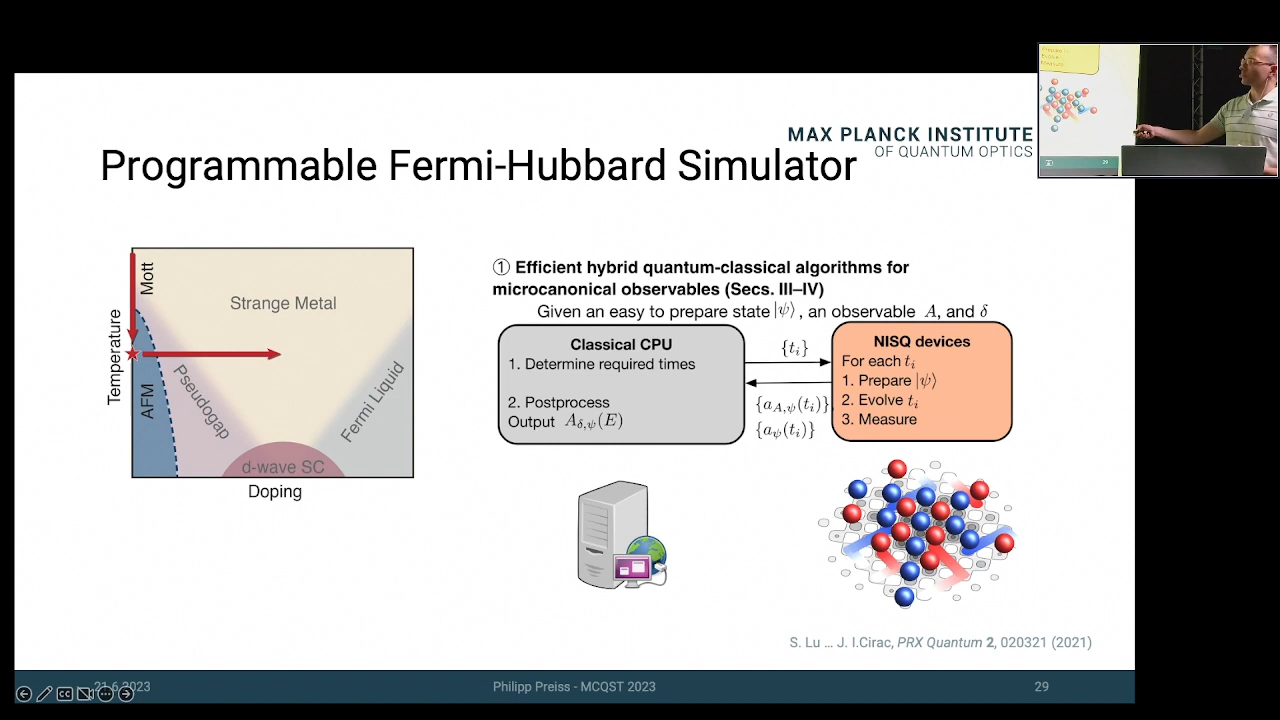 MAX PLANCK INSTITUTE
OF QUANTUM OPTICS
Programmable Fermi-Hubbard Simulator
Temperature
Mott
AFM
Strange Metal
Pseudogap
Fermi Liquid
d-wave SC
Doping
① Efficient hybrid quantum-classical algorithms for
microcanonical observables (Secs. III–IV)
Given an easy to prepare state |ψ⟩, an observable A, and δ
Classical CPU
1. Determine required times
2. Postprocess
Output A_{δ,ψ}(E)
{t_i}
{a_{A,ψ}(t_i)}
{a_ψ(t_i)}
NISQ devices
For each t_i
1. Prepare |ψ⟩
2. Evolve t_i
3. Measure
S. Lu ... J. I.Cirac, PRX Quantum 2, 020321 (2021)
21.6.2023
Philipp Preiss - MCQST 2023
29